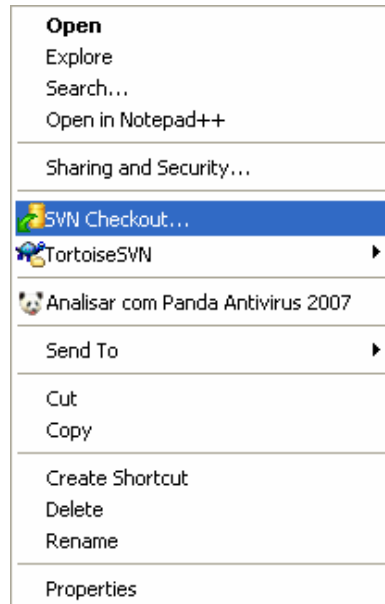 Open
Explore
Search...
Open in Notepad++
Sharing and Security...
SVN Checkout...
TortoiseSVN
Analisar com Panda Antivirus 2007
Send To
Cut
Copy
Create Shortcut
Delete
Rename
Properties